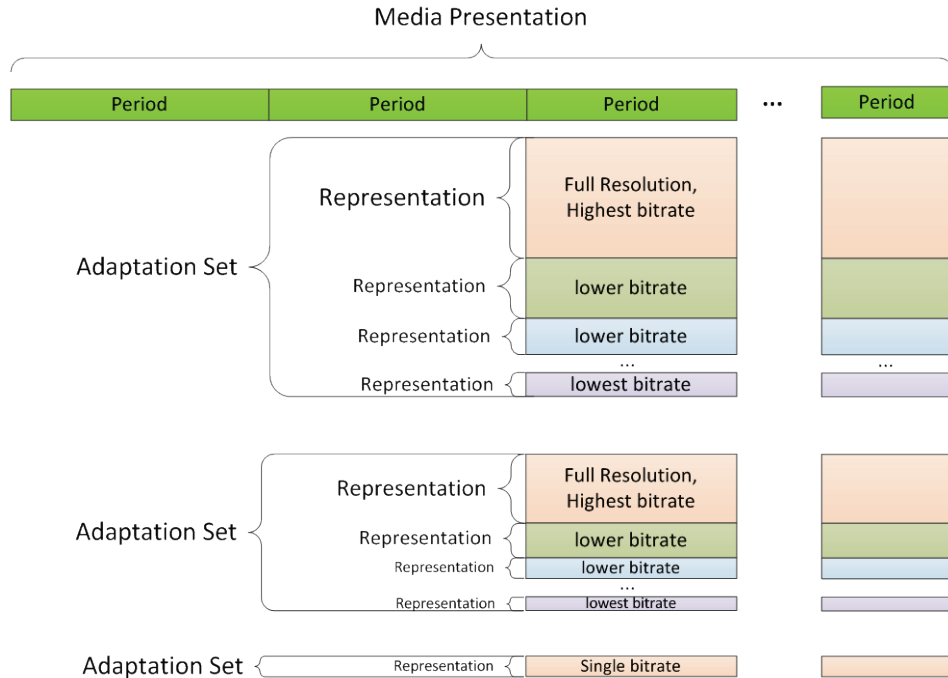 Media Presentation
Period Period Period ... Period
Representation Full Resolution,
Highest bitrate
Adaptation Set
Representation lower bitrate
Representation lower bitrate
... ...
Representation lowest bitrate
Representation Full Resolution,
Highest bitrate
Adaptation Set
Representation lower bitrate
Representation lower bitrate
...
Representation lowest bitrate
Adaptation Set Representation Single bitrate